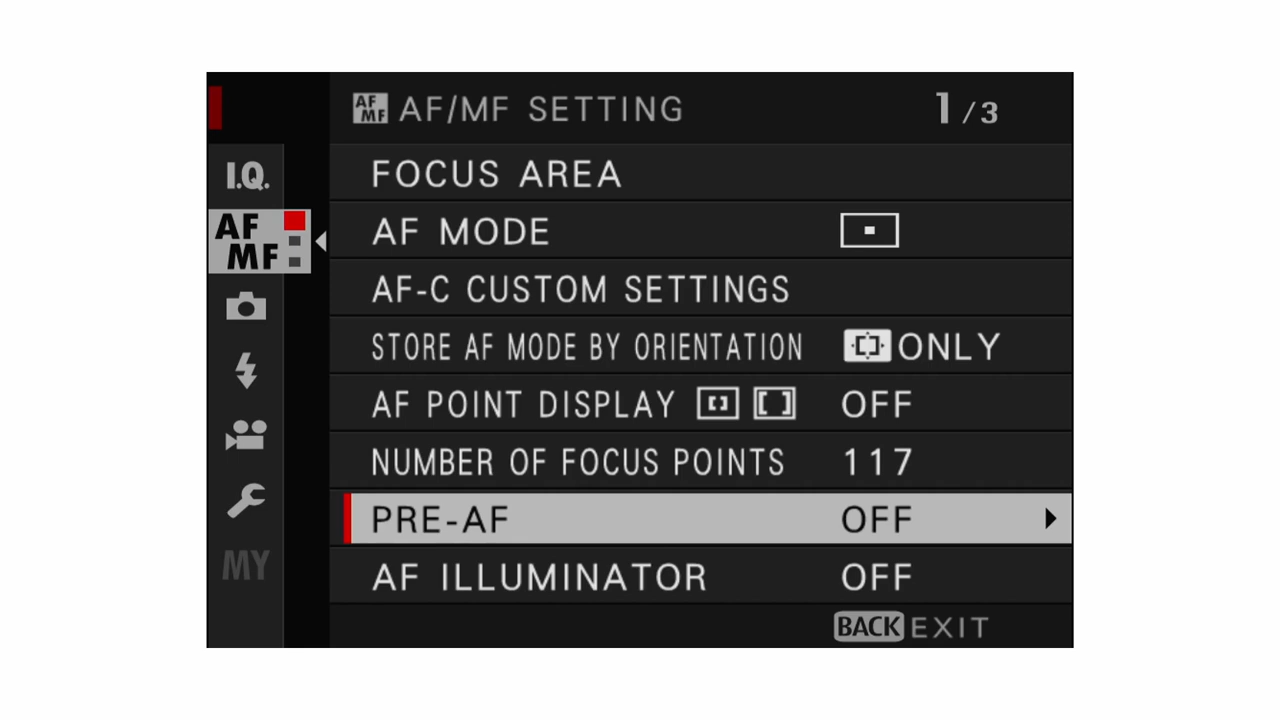 AF MF AF/MF SETTING 1/3
I.Q.
AF MF
MY
FOCUS AREA
AF MODE
AF-C CUSTOM SETTINGS
STORE AF MODE BY ORIENTATION ONLY
AF POINT DISPLAY OFF
NUMBER OF FOCUS POINTS 117
PRE-AF OFF
AF ILLUMINATOR OFF
BACK EXIT